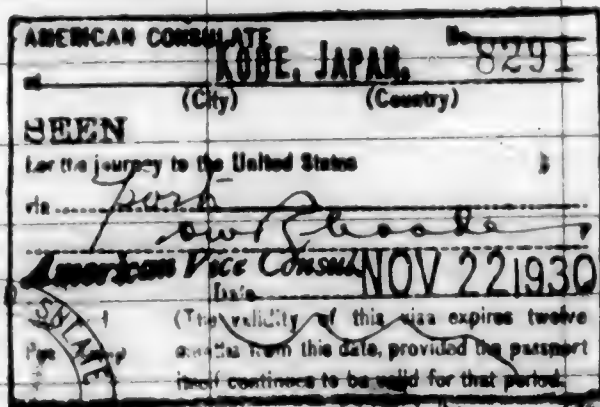 AMERICAN CONSULATE No. 8291
at KOBE, JAPAN.
(City) (Country)
SEEN
for the journey to the United States
via
American Vice Consul
Date NOV 22 1930
(The validity of this visa expires twelve
months from this date, provided the passport
itself continues to be valid for that period.